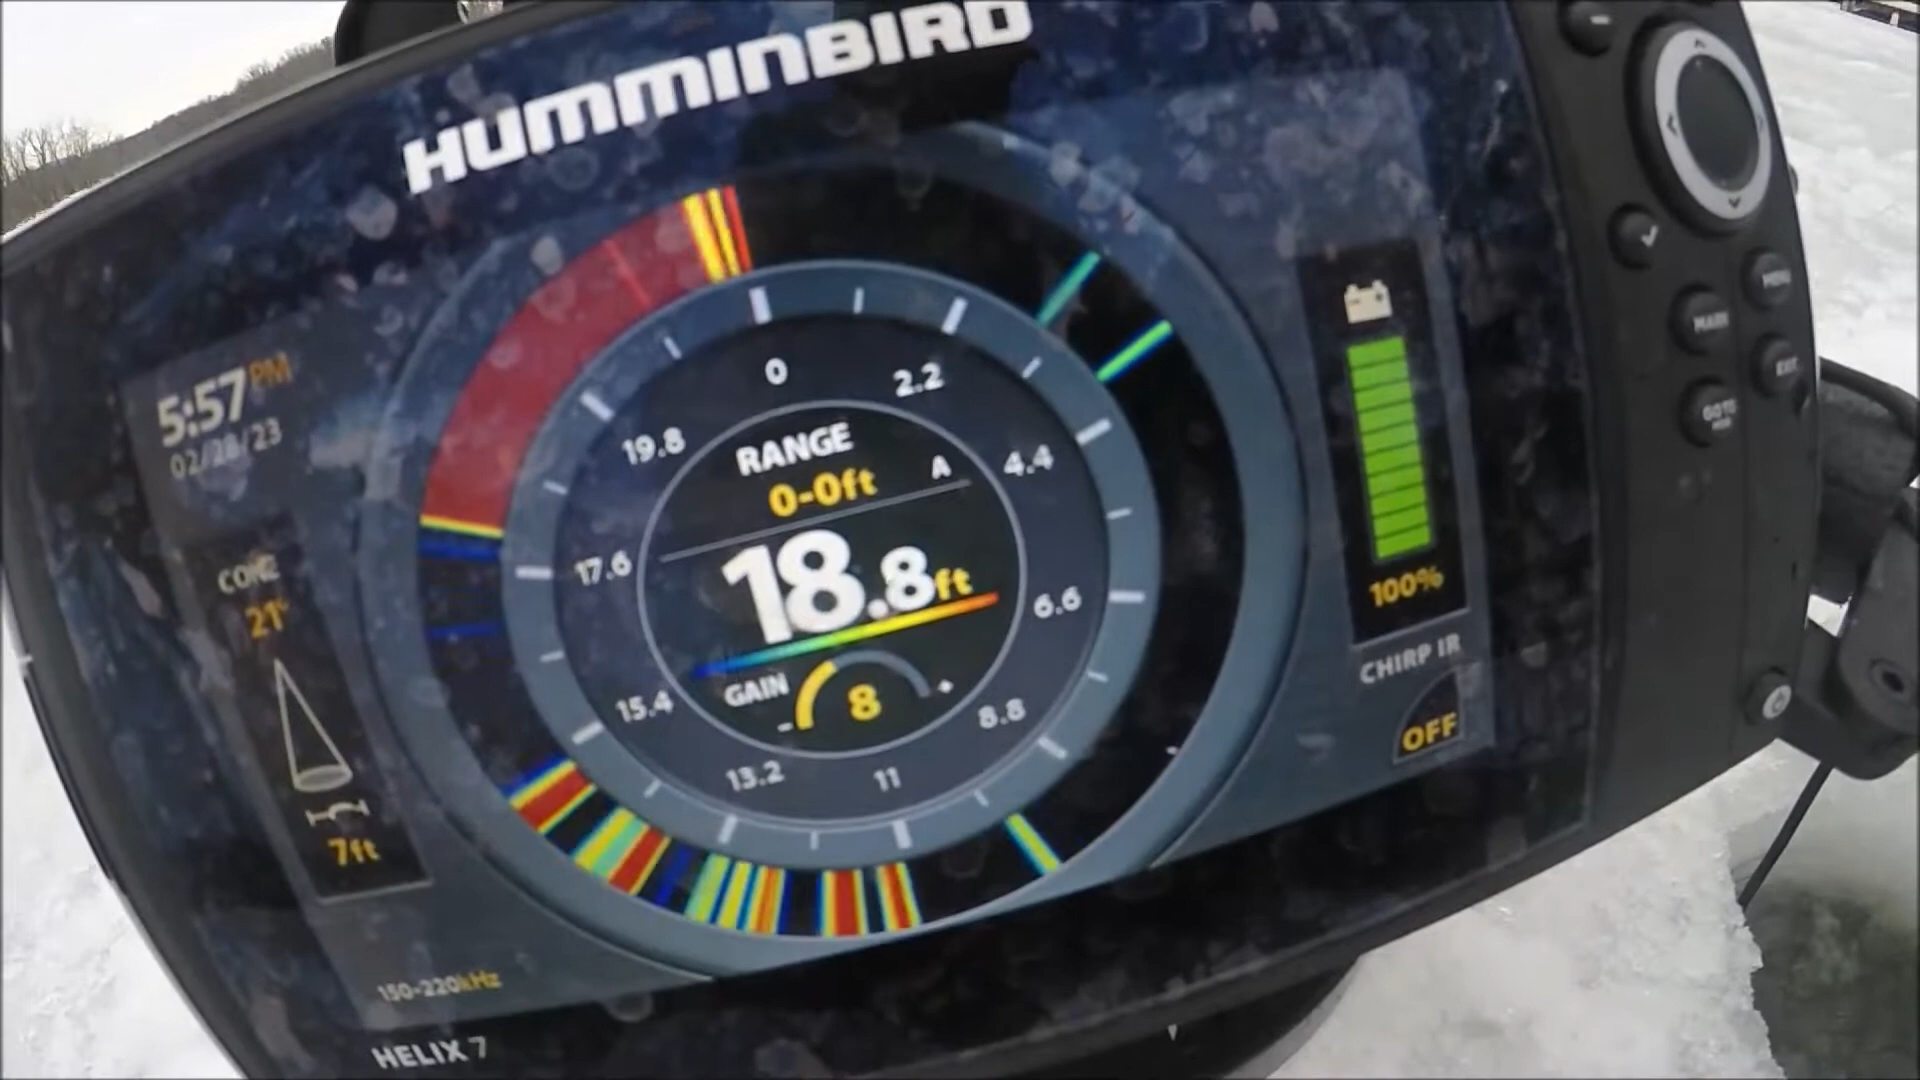 HUMMINBIRD
5:57PM
02/28/23
CONE
21°
7ft
150-220kHz
HELIX 7
0
2.2
4.4
6.6
8.8
11
13.2
15.4
17.6
19.8
RANGE
0-0ft
A
18.8ft
GAIN
- 8 +
100%
CHIRP IR
OFF
MENU
MARK
EXIT
GOTO